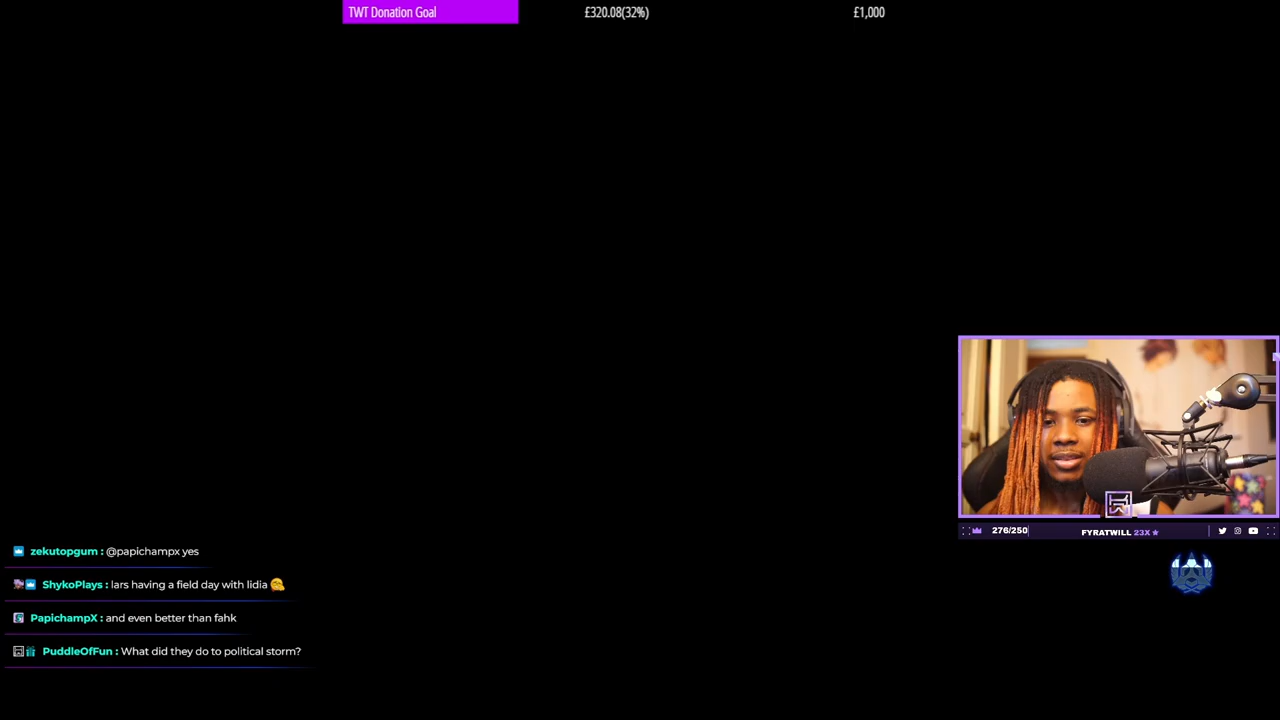 TWT Donation Goal £320.08(32%) £1,000
276/250
FYRATWILL 23X
zekutopgum : @papichampx yes
ShykoPlays : lars having a field day with lidia
PapichampX : and even better than fahk
PuddleOfFun : What did they do to political storm?